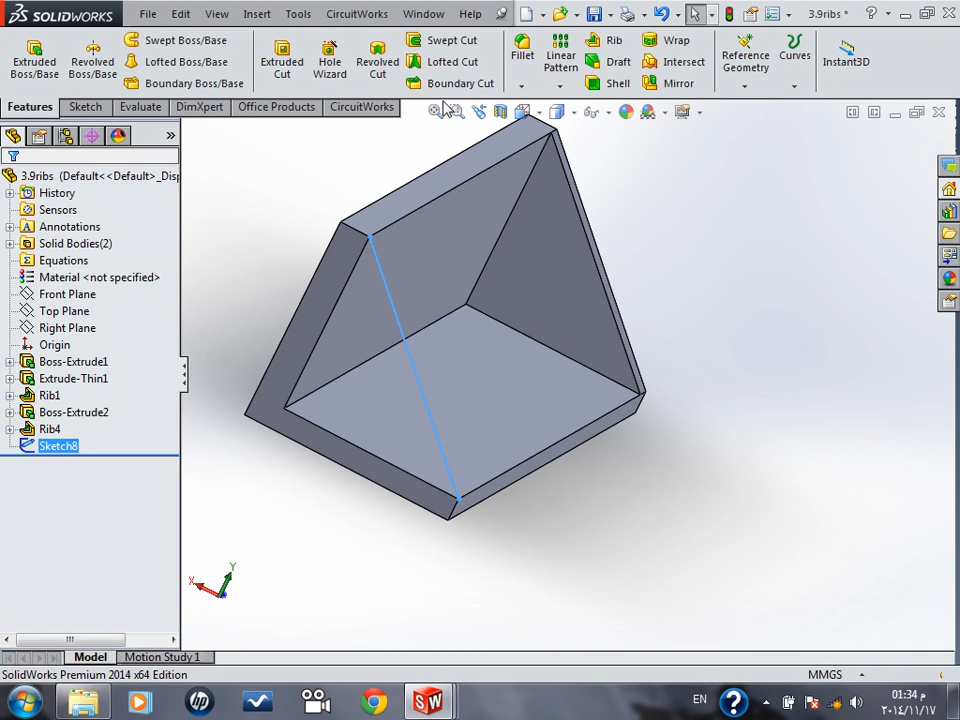 SOLIDWORKS File Edit View Insert Tools CircuitWorks Window Help 3.9ribs *
Extruded Boss/Base
Revolved Boss/Base
Swept Boss/Base
Lofted Boss/Base
Boundary Boss/Base
Extruded Cut
Hole Wizard
Revolved Cut
Swept Cut
Lofted Cut
Boundary Cut
Fillet
Linear Pattern
Rib
Draft
Shell
Wrap
Intersect
Mirror
Reference Geometry
Curves
Instant3D
Features Sketch Evaluate DimXpert Office Products CircuitWorks
3.9ribs (Default<<Default>_Disp
History
Sensors
Annotations
Solid Bodies(2)
Equations
Material <not specified>
Front Plane
Top Plane
Right Plane
Origin
Boss-Extrude1
Extrude-Thin1
Rib1
Boss-Extrude2
Rib4
Sketch8
Y
X
Model Motion Study 1
SolidWorks Premium 2014 x64 Edition MMGS
EN 01:34 م
٢٠١٤/١١/١٧